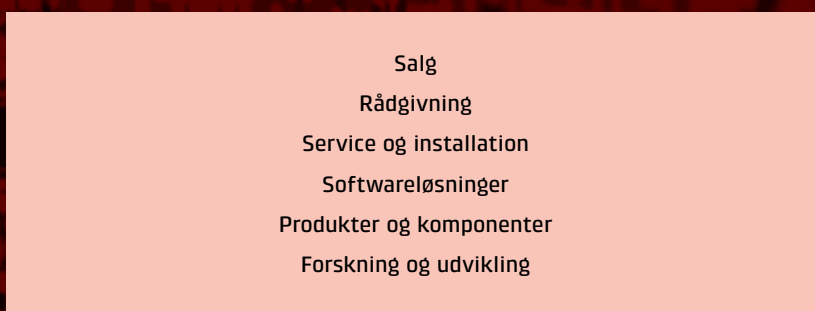 Salg
Rådgivning
Service og installation
Softwareløsninger
Produkter og komponenter
Forskning og udvikling